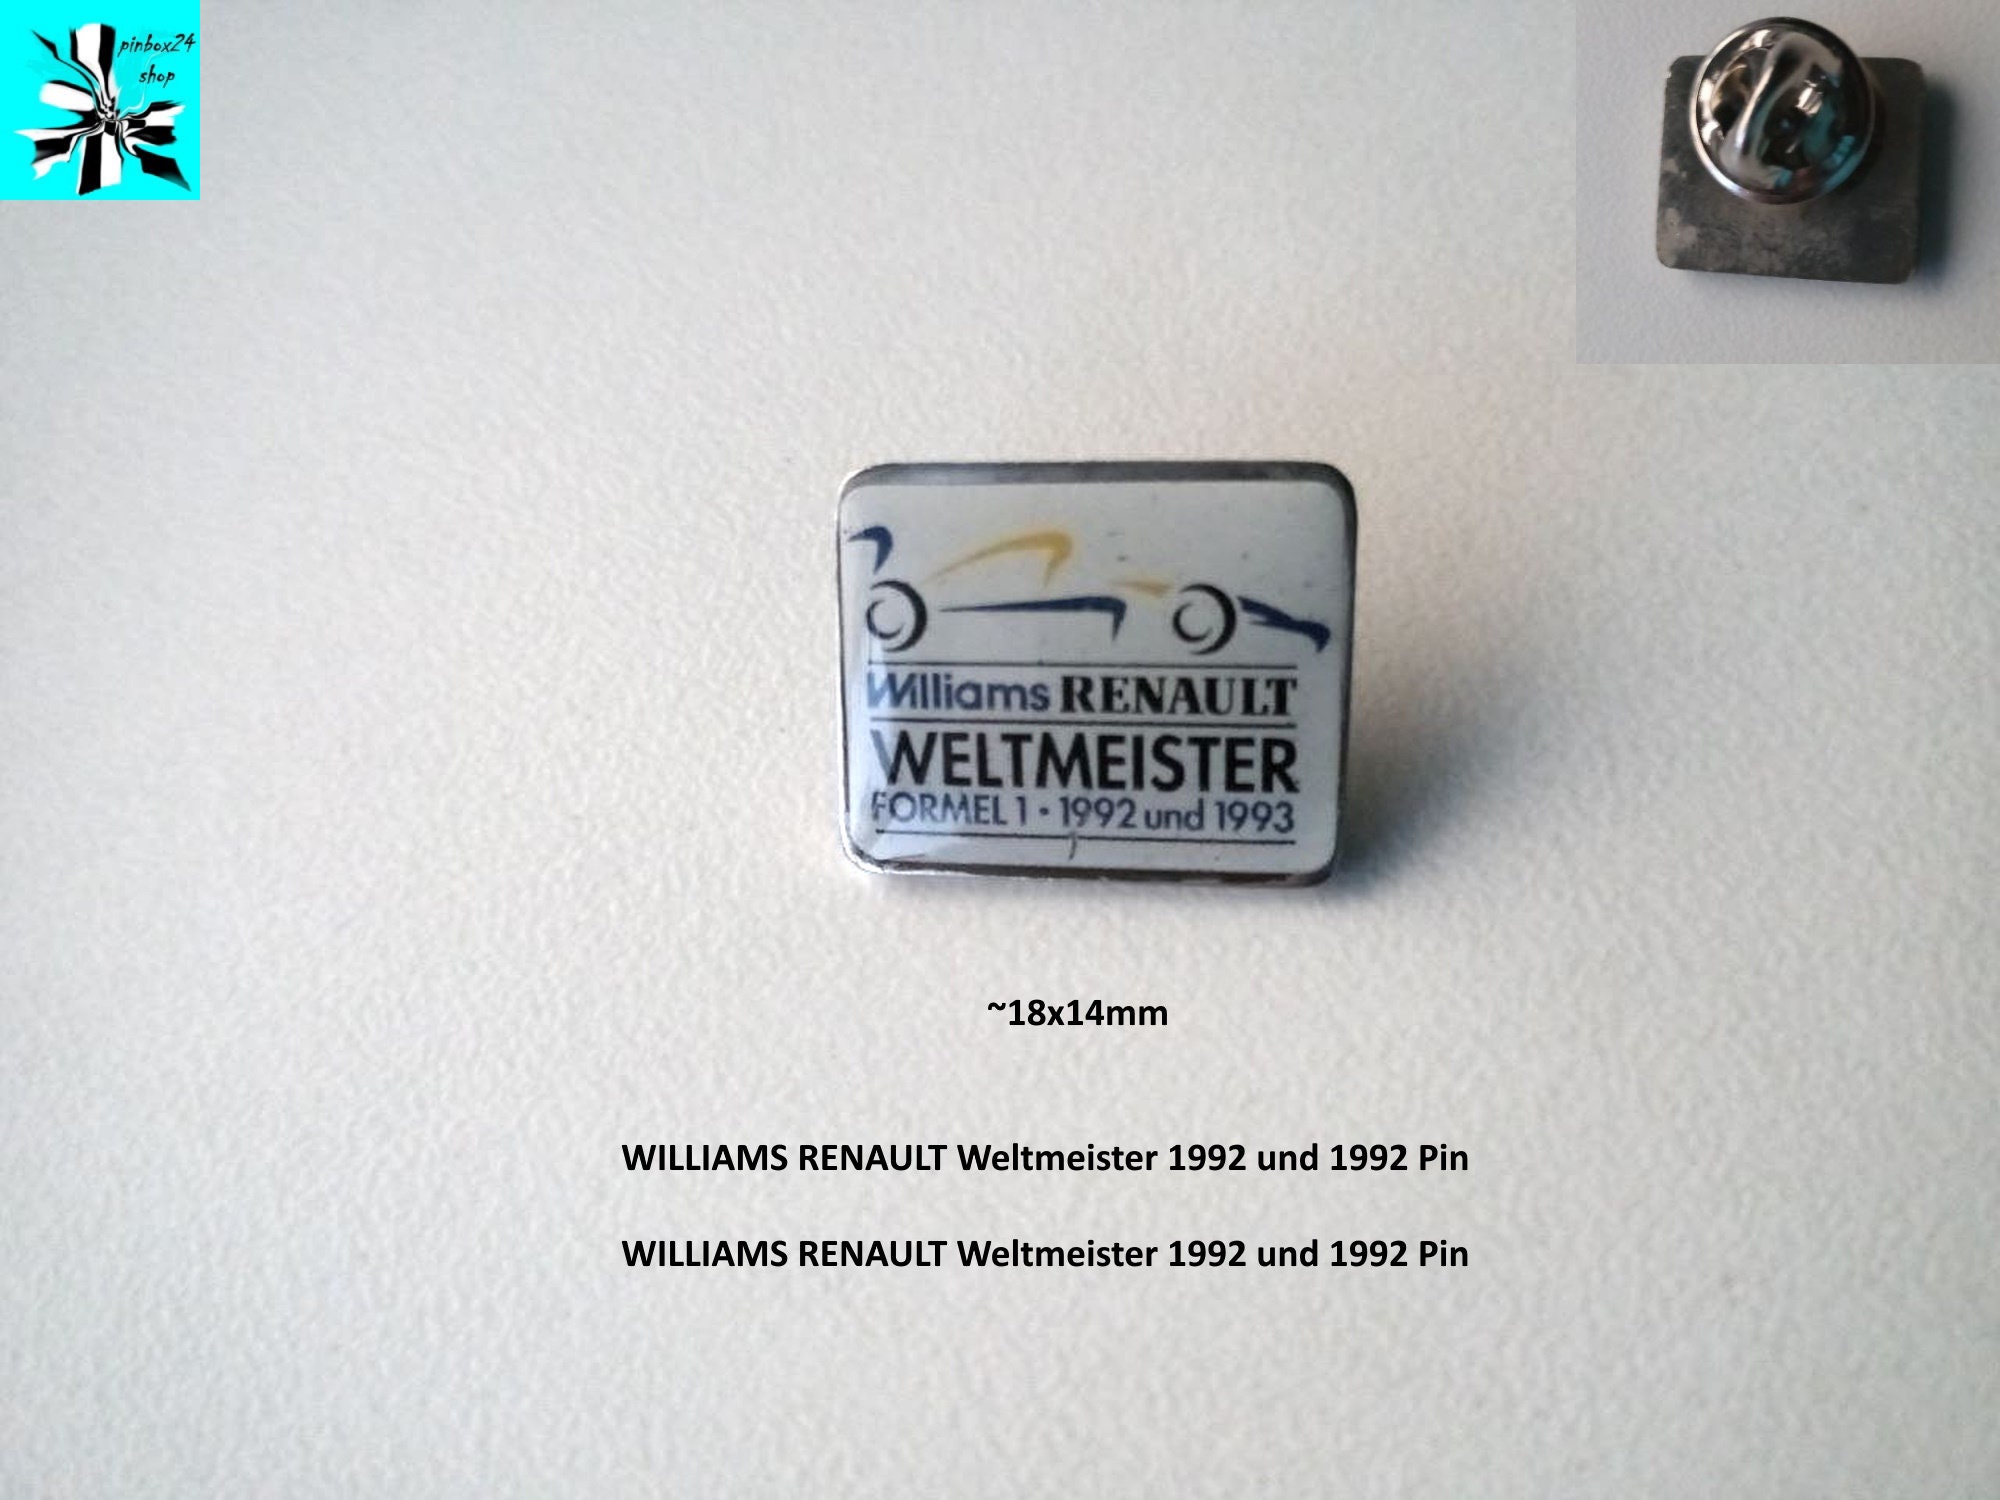 pinbox24
shop
Williams RENAULT
WELTMEISTER
FORMEL 1 • 1992 und 1993
~18x14mm
WILLIAMS RENAULT Weltmeister 1992 und 1992 Pin
WILLIAMS RENAULT Weltmeister 1992 und 1992 Pin